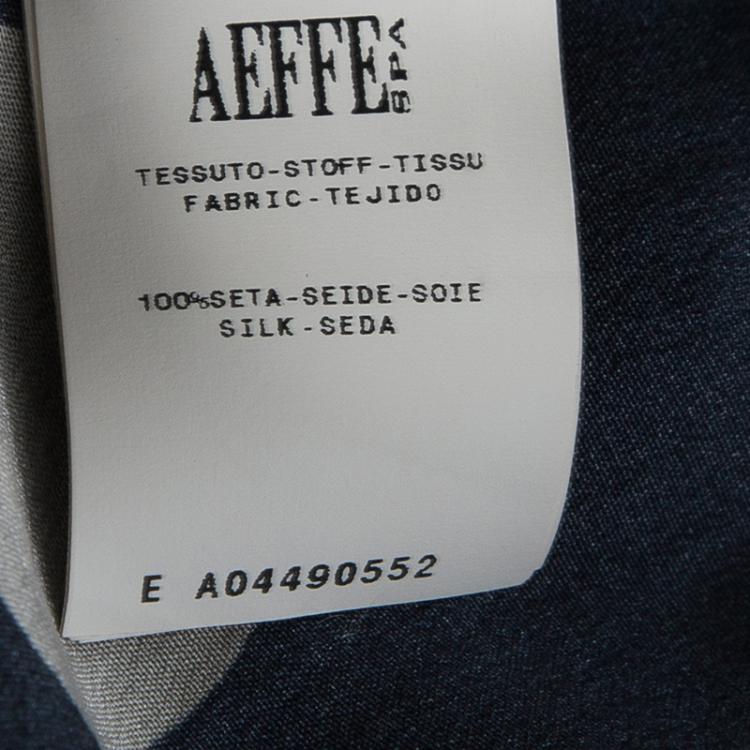 AEFFE SPA
TESSUTO-STOFF-TISSU
FABRIC-TEJIDO
100%SETA-SEIDE-SOIE
SILK-SEDA
E A04490552